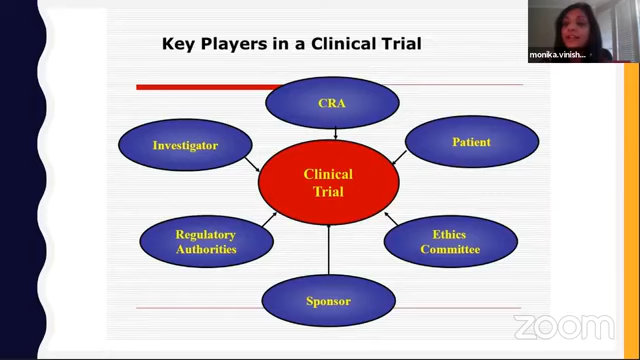 Key Players in a Clinical Trial
monika.vinish...
CRA
Investigator
Patient
Clinical
Trial
Regulatory
Authorities
Ethics
Committee
Sponsor
zoom